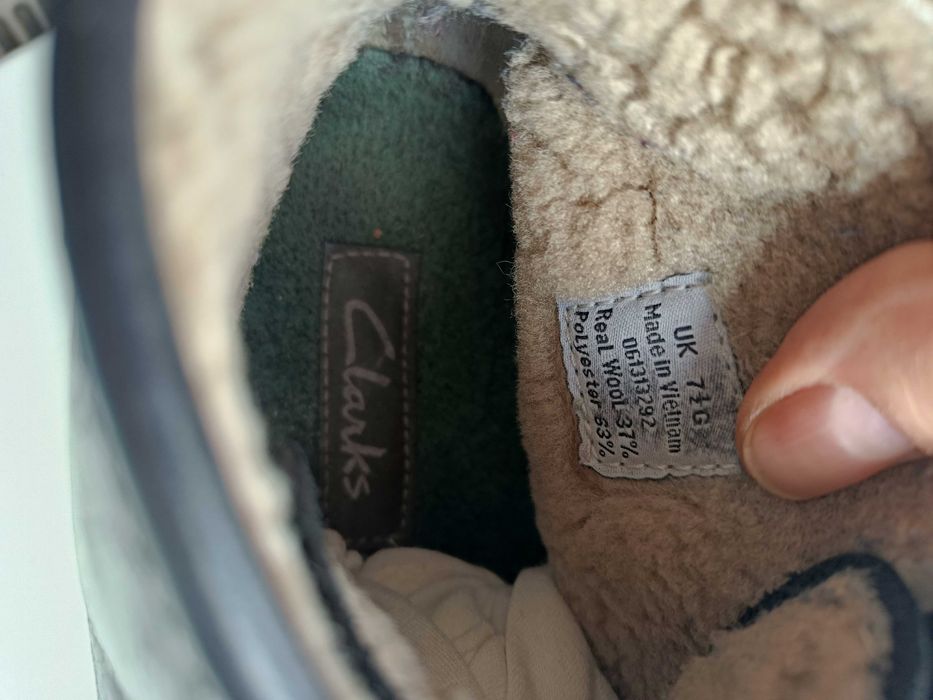 Clarks
UK 7½G
Made in Vietnam
061313292
Real Wool 37%
Polyester 63%